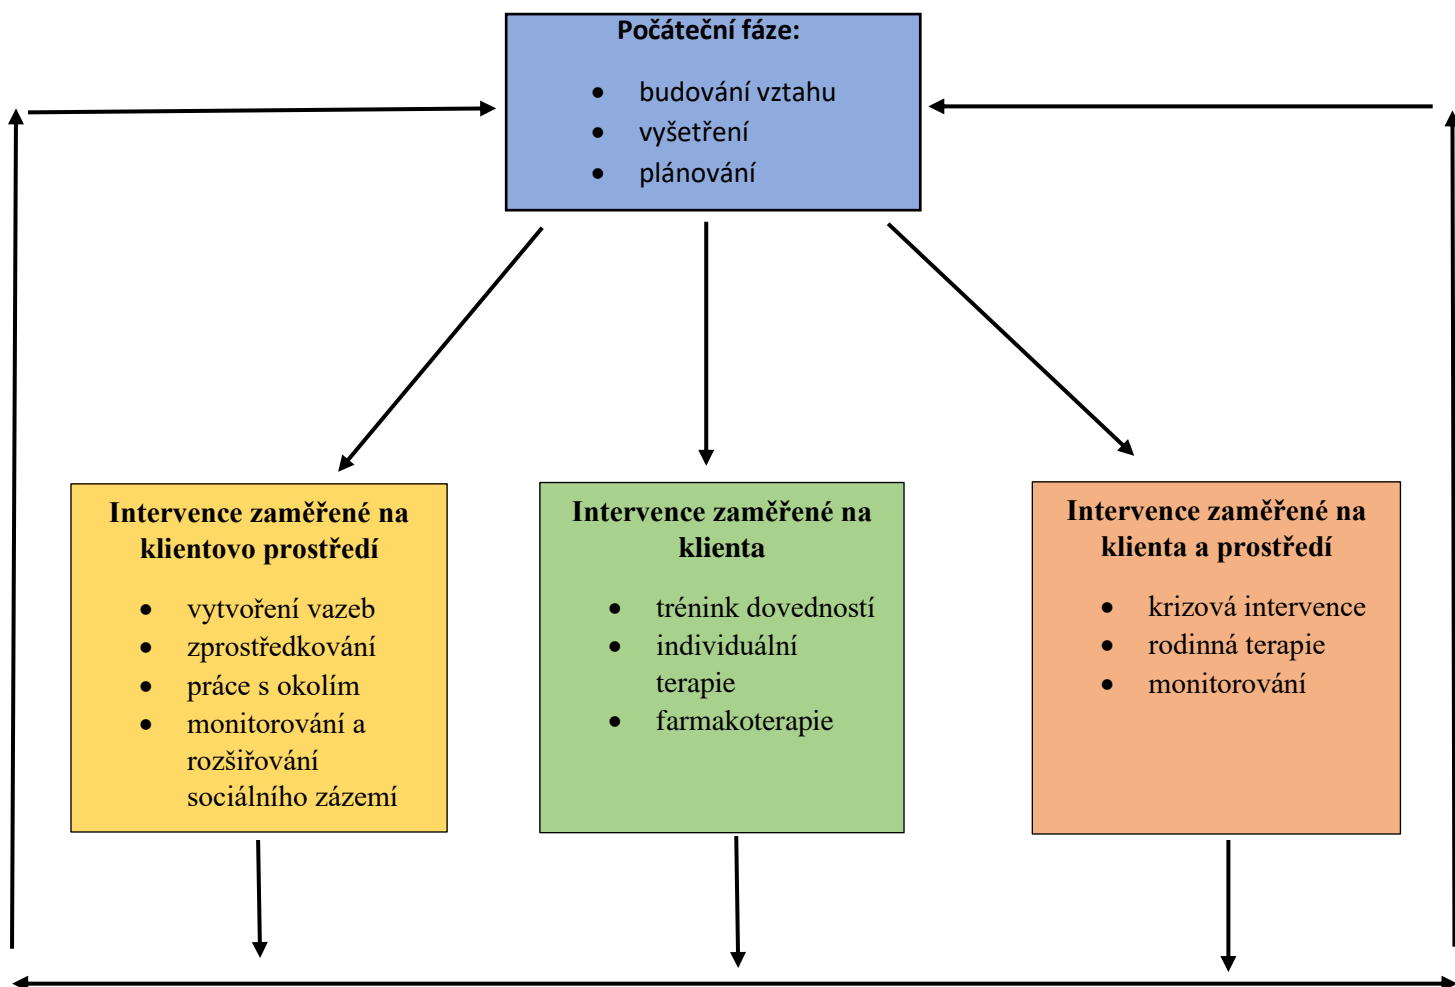 Počáteční fáze:
• budování vztahu
• vyšetření
• plánování
Intervence zaměřené na
klientovo prostředí
• vytvoření vazeb
• zprostředkování
• práce s okolím
• monitorování a
rozšiřování
sociálního zázemí
Intervence zaměřené na
klienta
• trénink dovedností
• individuální
terapie
• farmakoterapie
Intervence zaměřené na
klienta a prostředí
• krizová intervence
• rodinná terapie
• monitorování